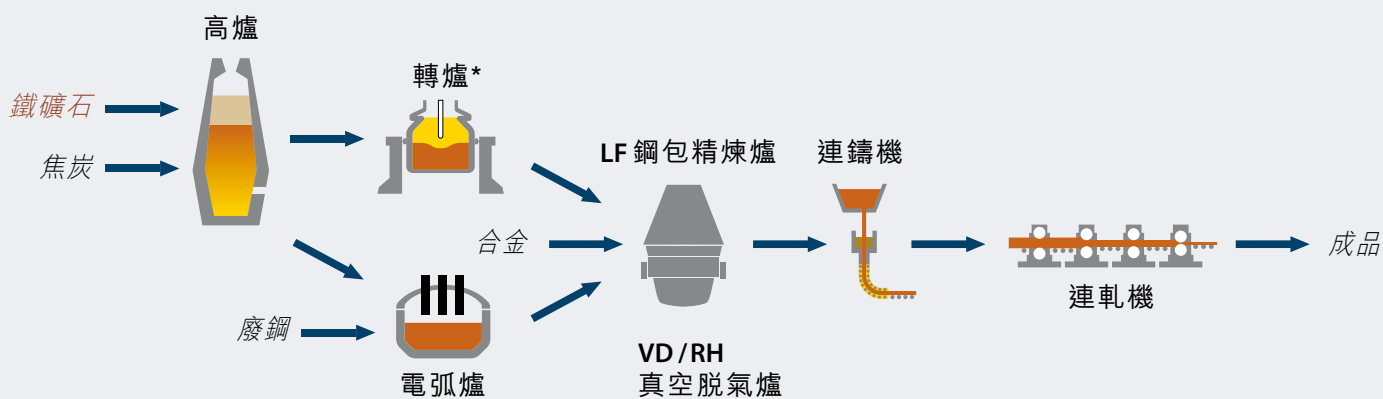 高爐
轉爐*
鐵礦石
焦炭
LF 鋼包精煉爐
連鑄機
合金
成品
連軋機
廢鋼
電弧爐
VD / RH
真空脱氣爐